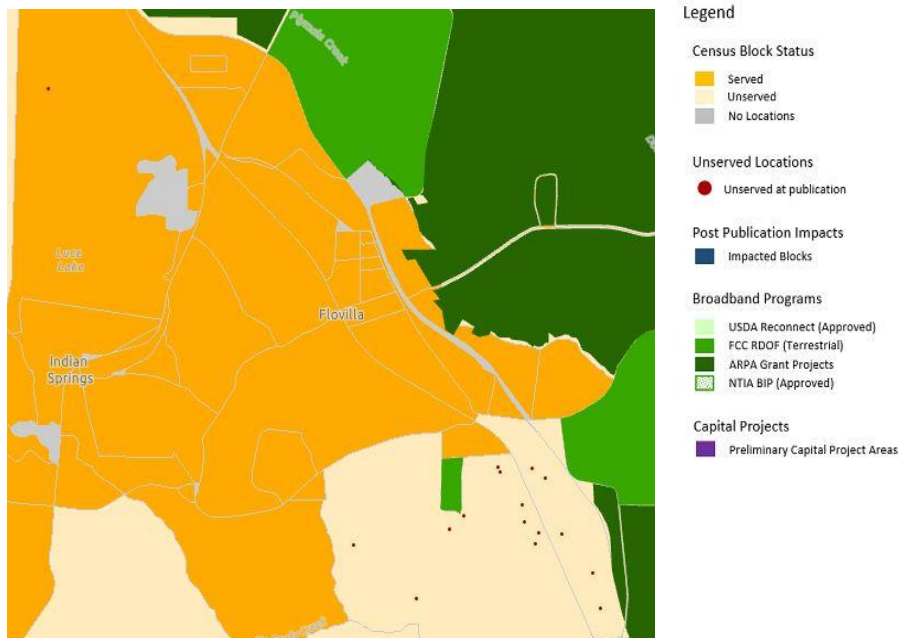 Legend
Census Block Status
Served
Unserved
No Locations
Unserved Locations
Unserved at publication
Post Publication Impacts
Impacted Blocks
Broadband Programs
USDA Reconnect (Approved)
FCC RDOF (Terrestrial)
ARPA Grant Projects
NTIA BIP (Approved)
Capital Projects
Preliminary Capital Project Areas
Creek
Luce
Lake
Flovilla
Indian
Springs
Creek